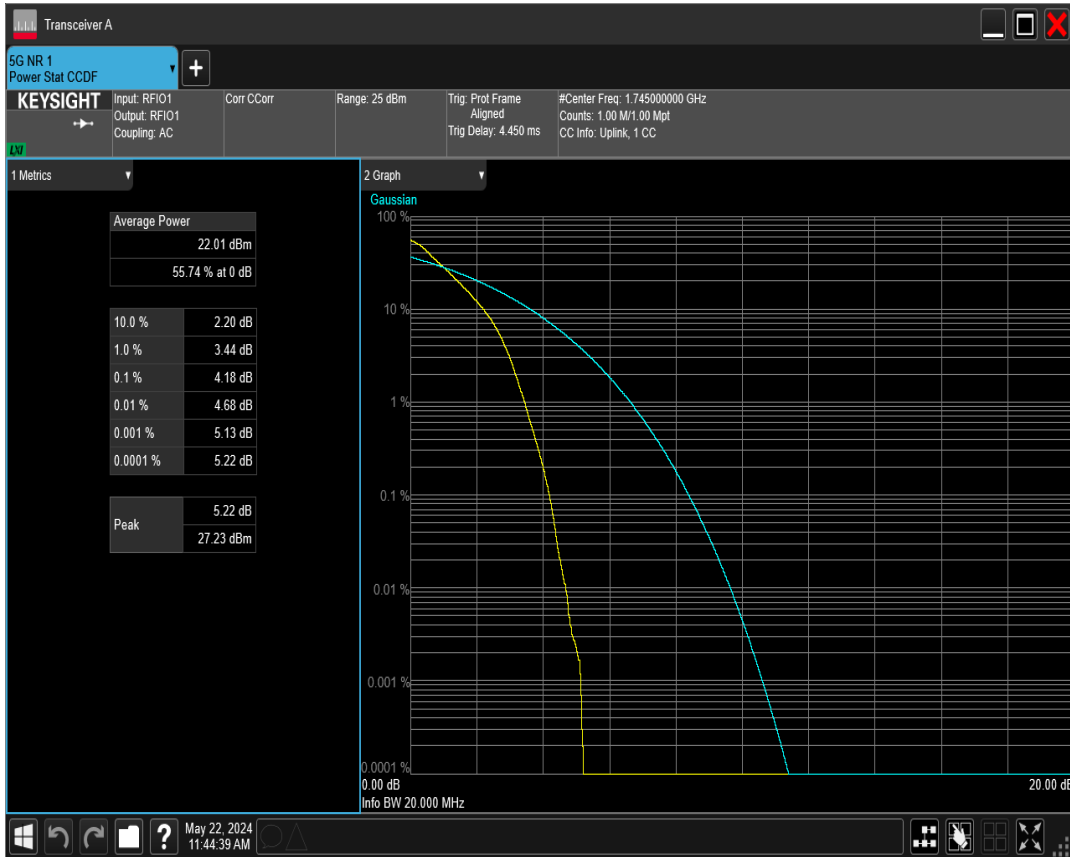 Transceiver A
5G NR 1
Power Stat CCDF
KEYSIGHT
LXI
Input: RFIO1
Output: RFIO1
Coupling: AC
Corr CCorr
Range: 25 dBm
Trig: Prot Frame
Aligned
Trig Delay: 4.450 ms
#Center Freq: 1.745000000 GHz
Counts: 1.00 M/1.00 Mpt
CC Info: Uplink, 1 CC
1 Metrics
Average Power
22.01 dBm
55.74 % at 0 dB
10.0 % 2.20 dB
1.0 % 3.44 dB
0.1 % 4.18 dB
0.01 % 4.68 dB
0.001 % 5.13 dB
0.0001 % 5.22 dB
Peak
5.22 dB
27.23 dBm
2 Graph
Gaussian
100 %
10 %
1 %
0.1 %
0.01 %
0.001 %
0.0001 %
0.00 dB 20.00 dB
Info BW 20.000 MHz
May 22, 2024
11:44:39 AM